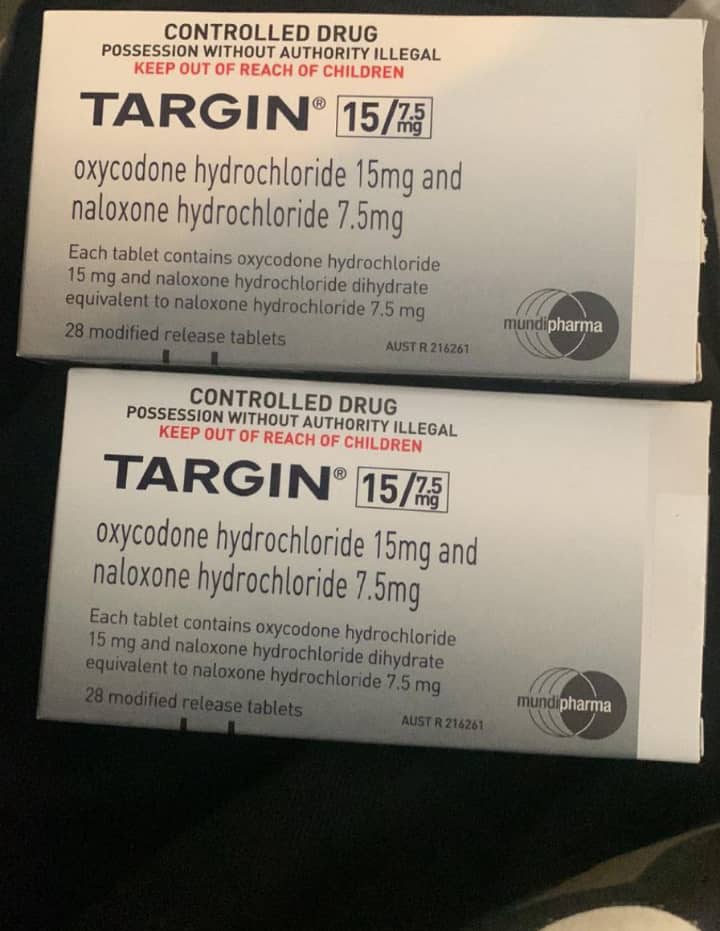 CONTROLLED DRUG
POSSESSION WITHOUT AUTHORITY ILLEGAL
KEEP OUT OF REACH OF CHILDREN
TARGIN® 15/7.5 mg
oxycodone hydrochloride 15mg and
naloxone hydrochloride 7.5mg
Each tablet contains oxycodone hydrochloride
15 mg and naloxone hydrochloride dihydrate
equivalent to naloxone hydrochloride 7.5 mg
28 modified release tablets
AUST R 216261
mundipharma
CONTROLLED DRUG
POSSESSION WITHOUT AUTHORITY ILLEGAL
KEEP OUT OF REACH OF CHILDREN
TARGIN® 15/7.5 mg
oxycodone hydrochloride 15mg and
naloxone hydrochloride 7.5mg
Each tablet contains oxycodone hydrochloride
15 mg and naloxone hydrochloride dihydrate
equivalent to naloxone hydrochloride 7.5 mg
28 modified release tablets
AUST R 216261
mundipharma